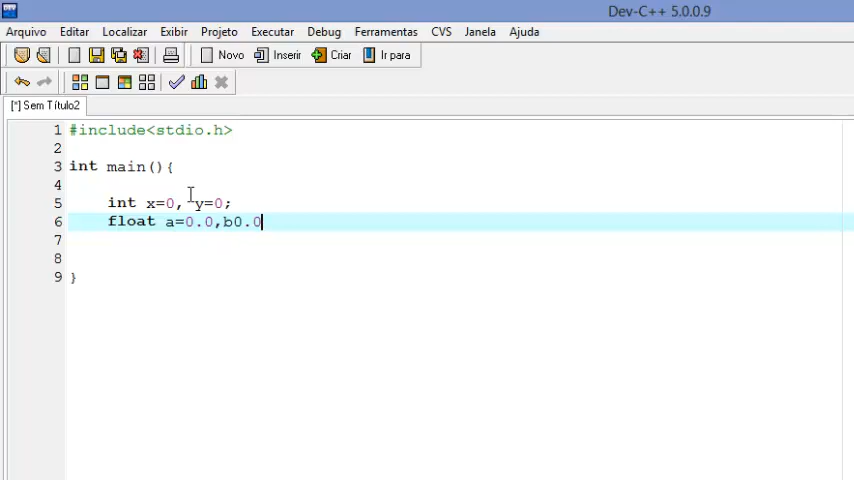 Dev-C++ 5.0.0.9
Arquivo Editar Localizar Exibir Projeto Executar Debug Ferramentas CVS Janela Ajuda
Novo Inserir Criar Ir para
[*] Sem Título2
1 #include<stdio.h>
2
3 int main(){
4
5 int x=0, y=0;
6 float a=0.0,b0.0
7
8
9 }